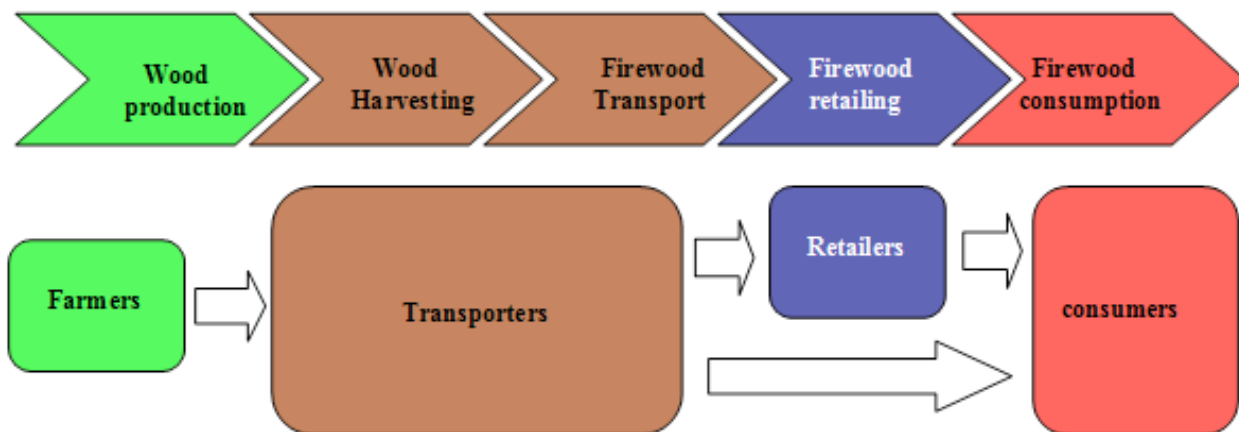 Wood
production
Wood
Harvesting
Firewood
Transport
Firewood
retailing
Firewood
consumption
Farmers
Transporters
Retailers
consumers